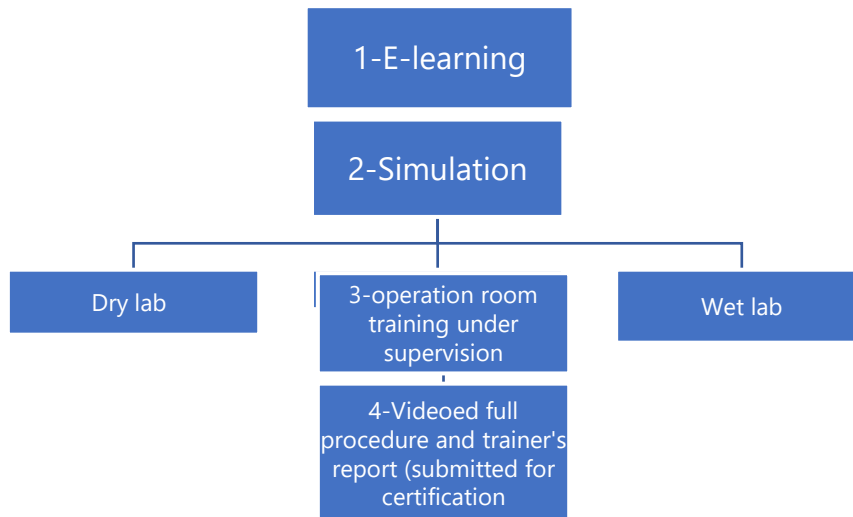 1-E-learning
2-Simulation
Dry lab
3-operation room
training under
supervision
Wet lab
4-Videoed full
procedure and trainer's
report (submitted for
certification